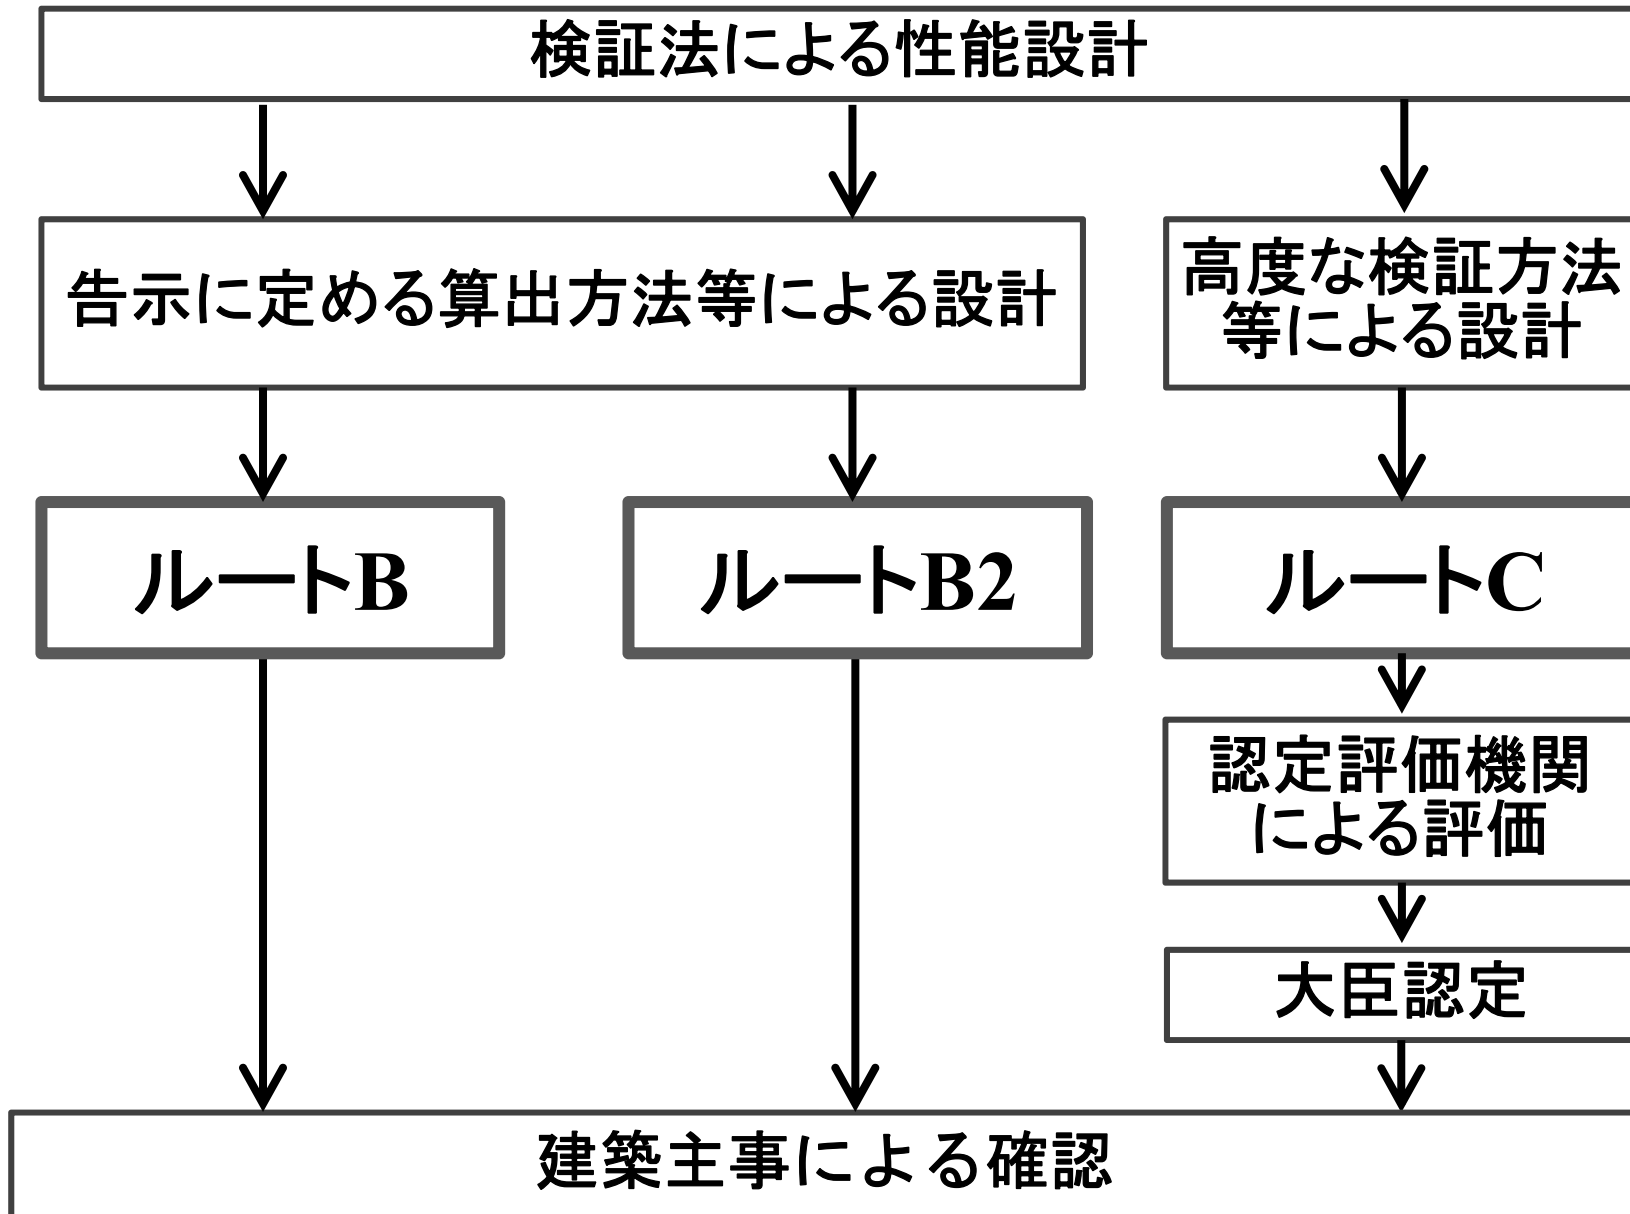 検証法による性能設計
告示に定める算出方法等による設計
高度な検証方法
等による設計
ルートB
ルートB2
ルートC
認定評価機関
による評価
大臣認定
建築主事による確認